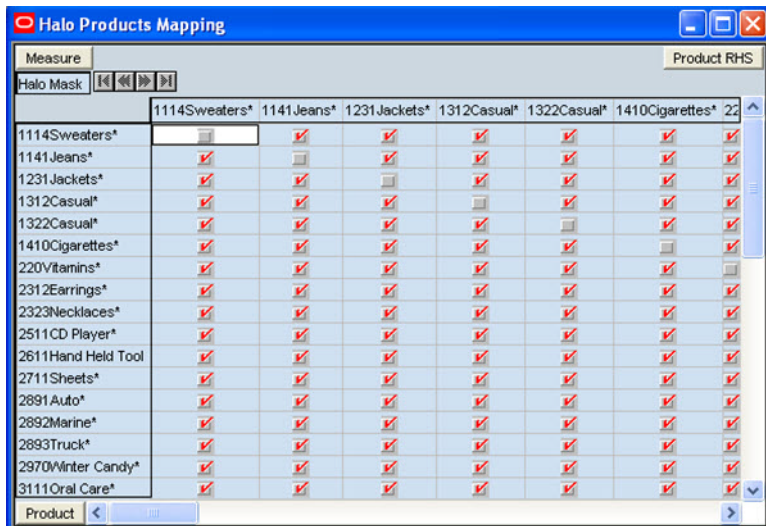 Halo Products Mapping
Measure Product RHS
Halo Mask
1114Sweaters* 1141Jeans* 1231Jackets* 1312Casual* 1322Casual* 1410Cigarettes* 22
1114Sweaters*
1141Jeans*
1231Jackets*
1312Casual*
1322Casual*
1410Cigarettes*
220Vitamins*
2312Earrings*
2323Necklaces*
2511CD Player*
2611Hand Held Tool
2711Sheets*
2891Auto*
2892Marine*
2893Truck*
2970Winter Candy*
3111Oral Care*
Product